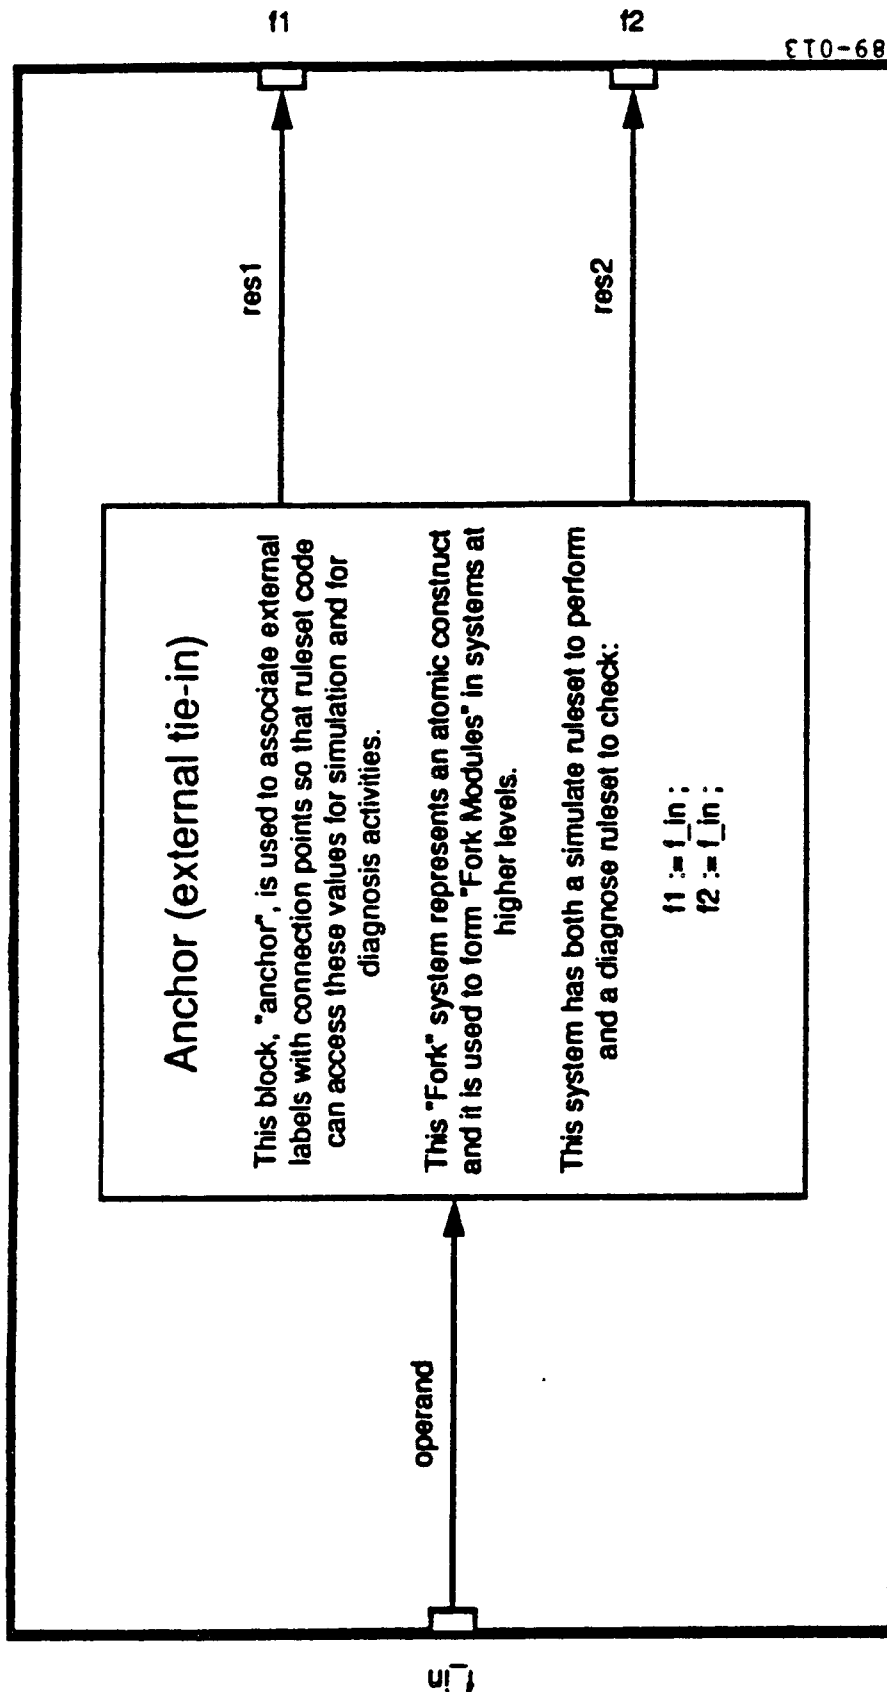 f1
f2
89-013
res1
res2
Anchor (external tie-in)
This block, "anchor", is used to associate external
labels with connection points so that ruleset code
can access these values for simulation and for
diagnosis activities.
This "Fork" system represents an atomic construct
and it is used to form "Fork Modules" in systems at
higher levels.
This system has both a simulate ruleset to perform
and a diagnose ruleset to check:
f1 := f_in ;
f2 := f_in ;
operand
f_in